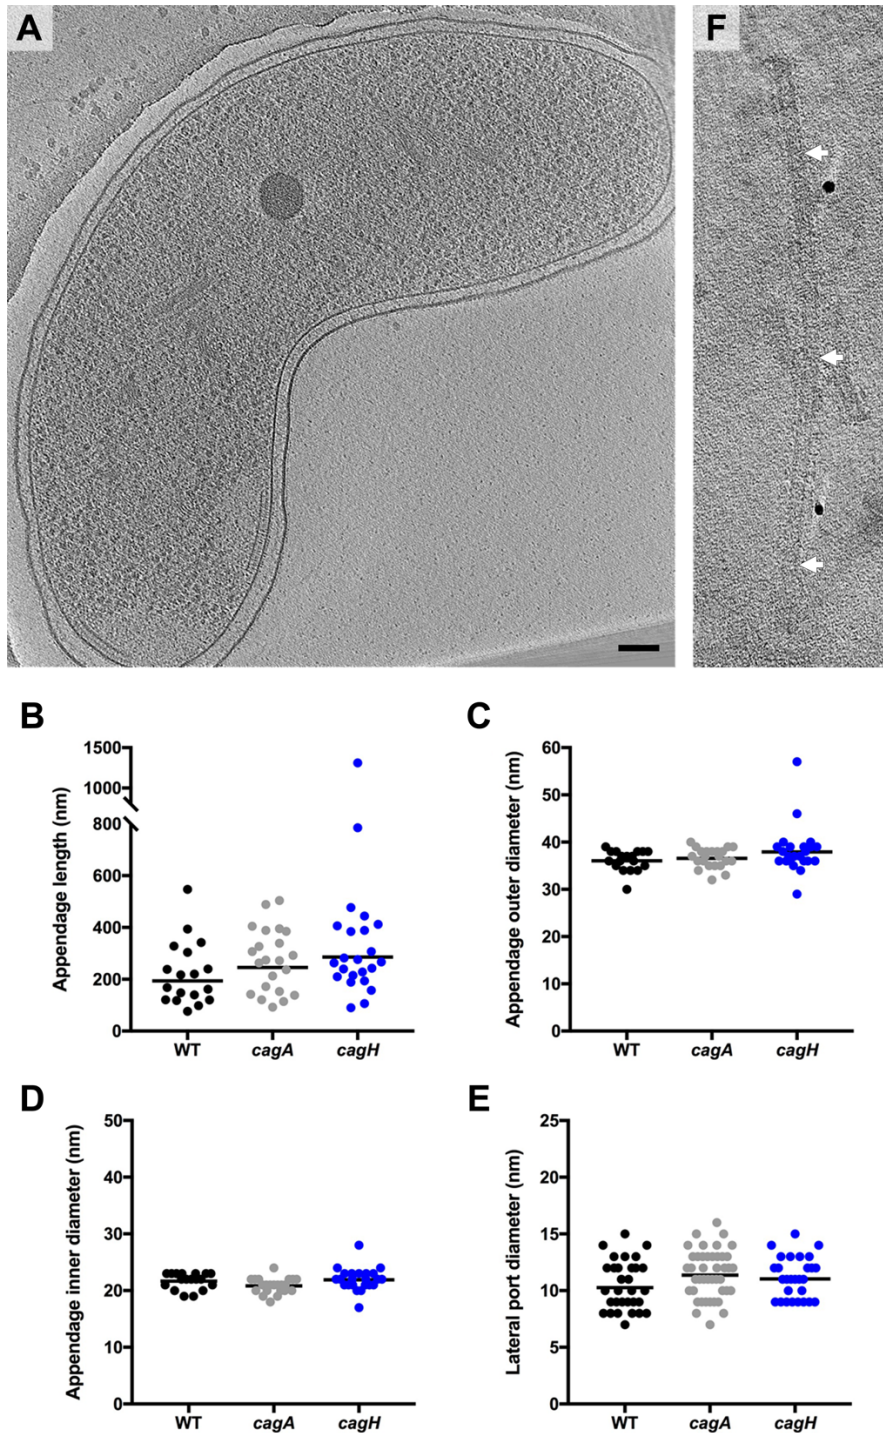 A
F
B
Appendage length (nm)
1500
1000
800
600
400
200
0
WT cagA cagH
C
Appendage outer diameter (nm)
60
50
40
30
20
10
0
WT cagA cagH
D
Appendage inner diameter (nm)
50
40
30
20
10
0
WT cagA cagH
E
Lateral port diameter (nm)
25
20
15
10
5
0
WT cagA cagH